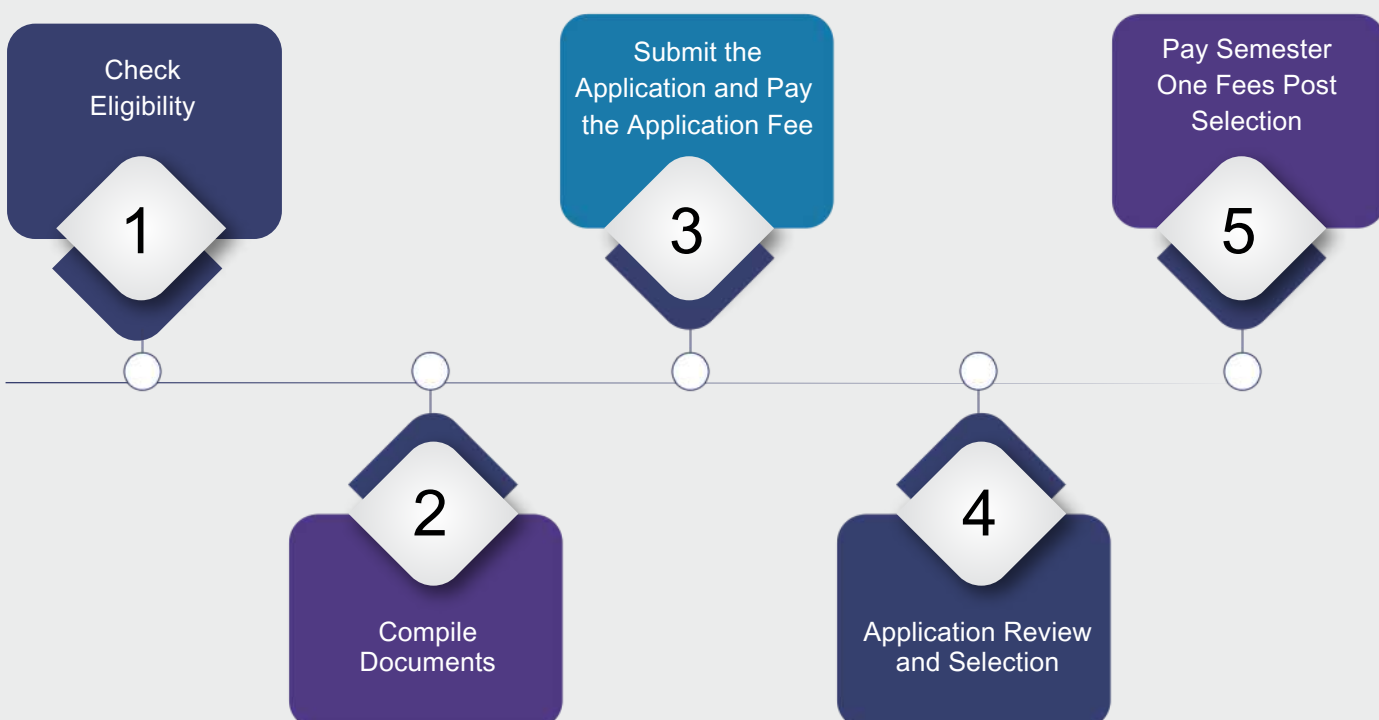 Check
Eligibility
1
2
Compile
Documents
Submit the
Application and Pay
the Application Fee
3
4
Application Review
and Selection
Pay Semester
One Fees Post
Selection
5